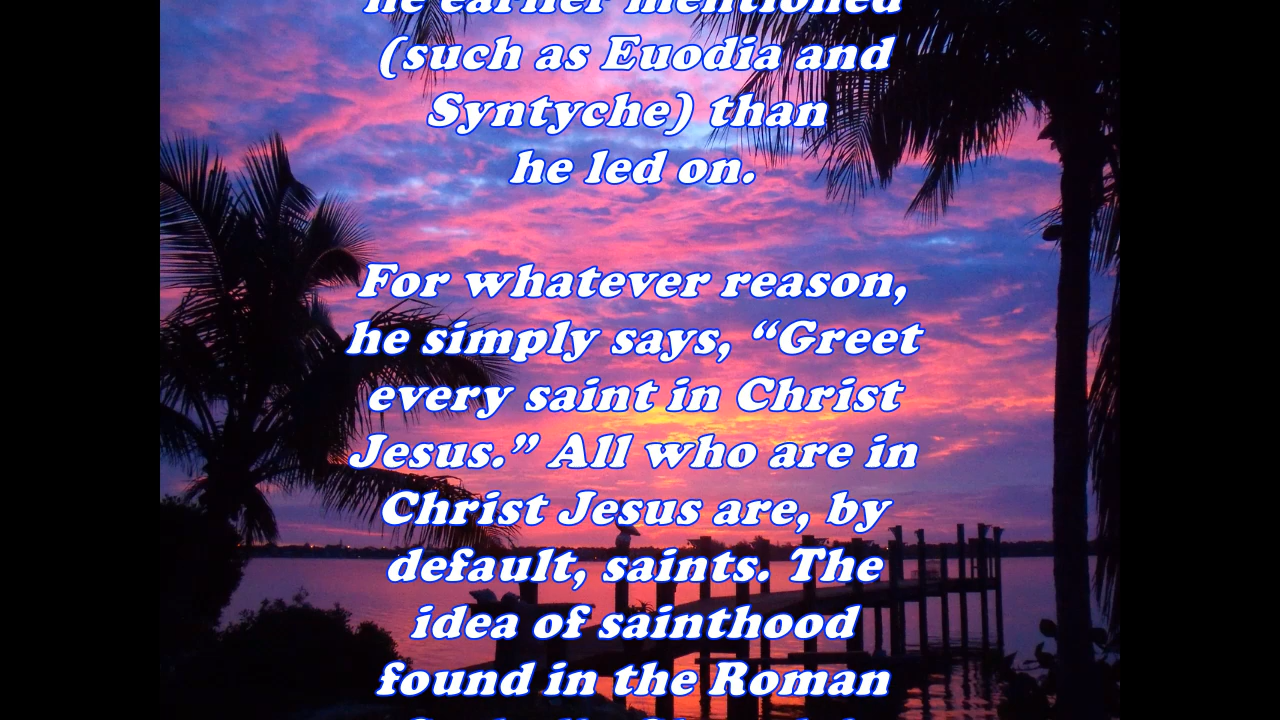 he earlier mentioned
(such as Euodia and
Syntyche) than
he led on.
For whatever reason,
he simply says, “Greet
every saint in Christ
Jesus.” All who are in
Christ Jesus are, by
default, saints. The
idea of sainthood
found in the Roman